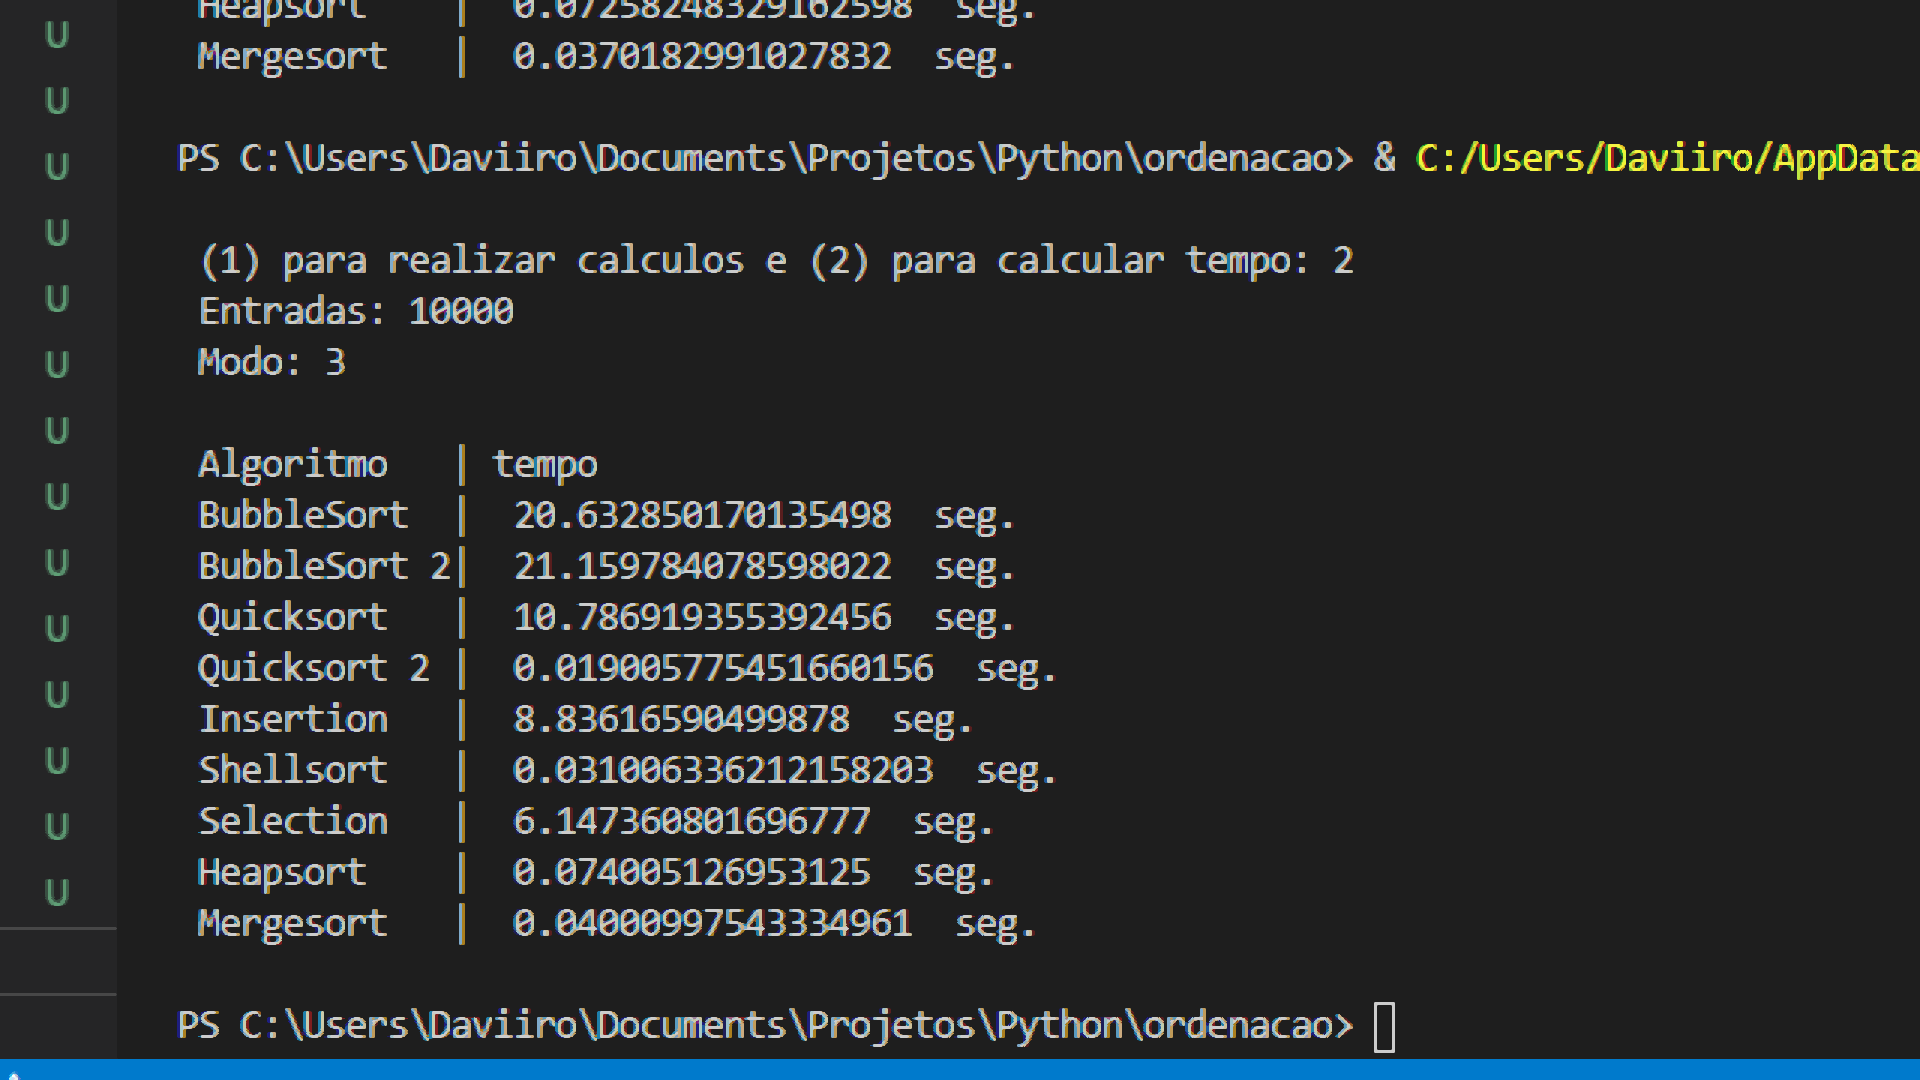 U
U
U
U
U
U
U
U
U
U
U
U
U
U
Heapsort | 0.07258248329162598 seg.
Mergesort | 0.0370182991027832 seg.
PS C:\Users\Daviiro\Documents\Projetos\Python\ordenacao> & C:/Users/Daviiro/AppData
(1) para realizar calculos e (2) para calcular tempo: 2
Entradas: 10000
Modo: 3
Algoritmo | tempo
BubbleSort | 20.632850170135498 seg.
BubbleSort 2| 21.159784078598022 seg.
Quicksort | 10.786919355392456 seg.
Quicksort 2 | 0.019005775451660156 seg.
Insertion | 8.83616590499878 seg.
Shellsort | 0.031006336212158203 seg.
Selection | 6.147360801696777 seg.
Heapsort | 0.074005126953125 seg.
Mergesort | 0.04000997543334961 seg.
PS C:\Users\Daviiro\Documents\Projetos\Python\ordenacao>